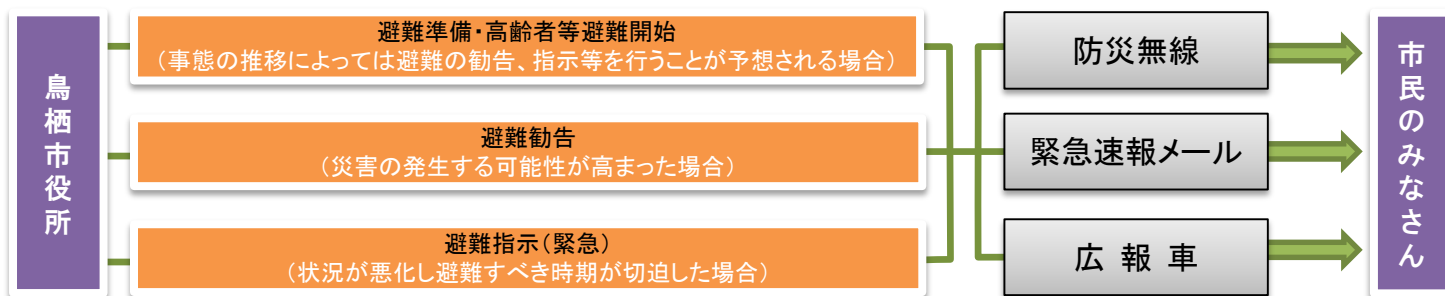 鳥栖市役所
避難準備・高齢者等避難開始
（事態の推移によっては避難の勧告、指示等を行うことが予想される場合）
避難勧告
（災害の発生する可能性が高まった場合）
避難指示（緊急）
（状況が悪化し避難すべき時期が切迫した場合）
防災無線
緊急速報メール
広 報 車
市民のみなさん